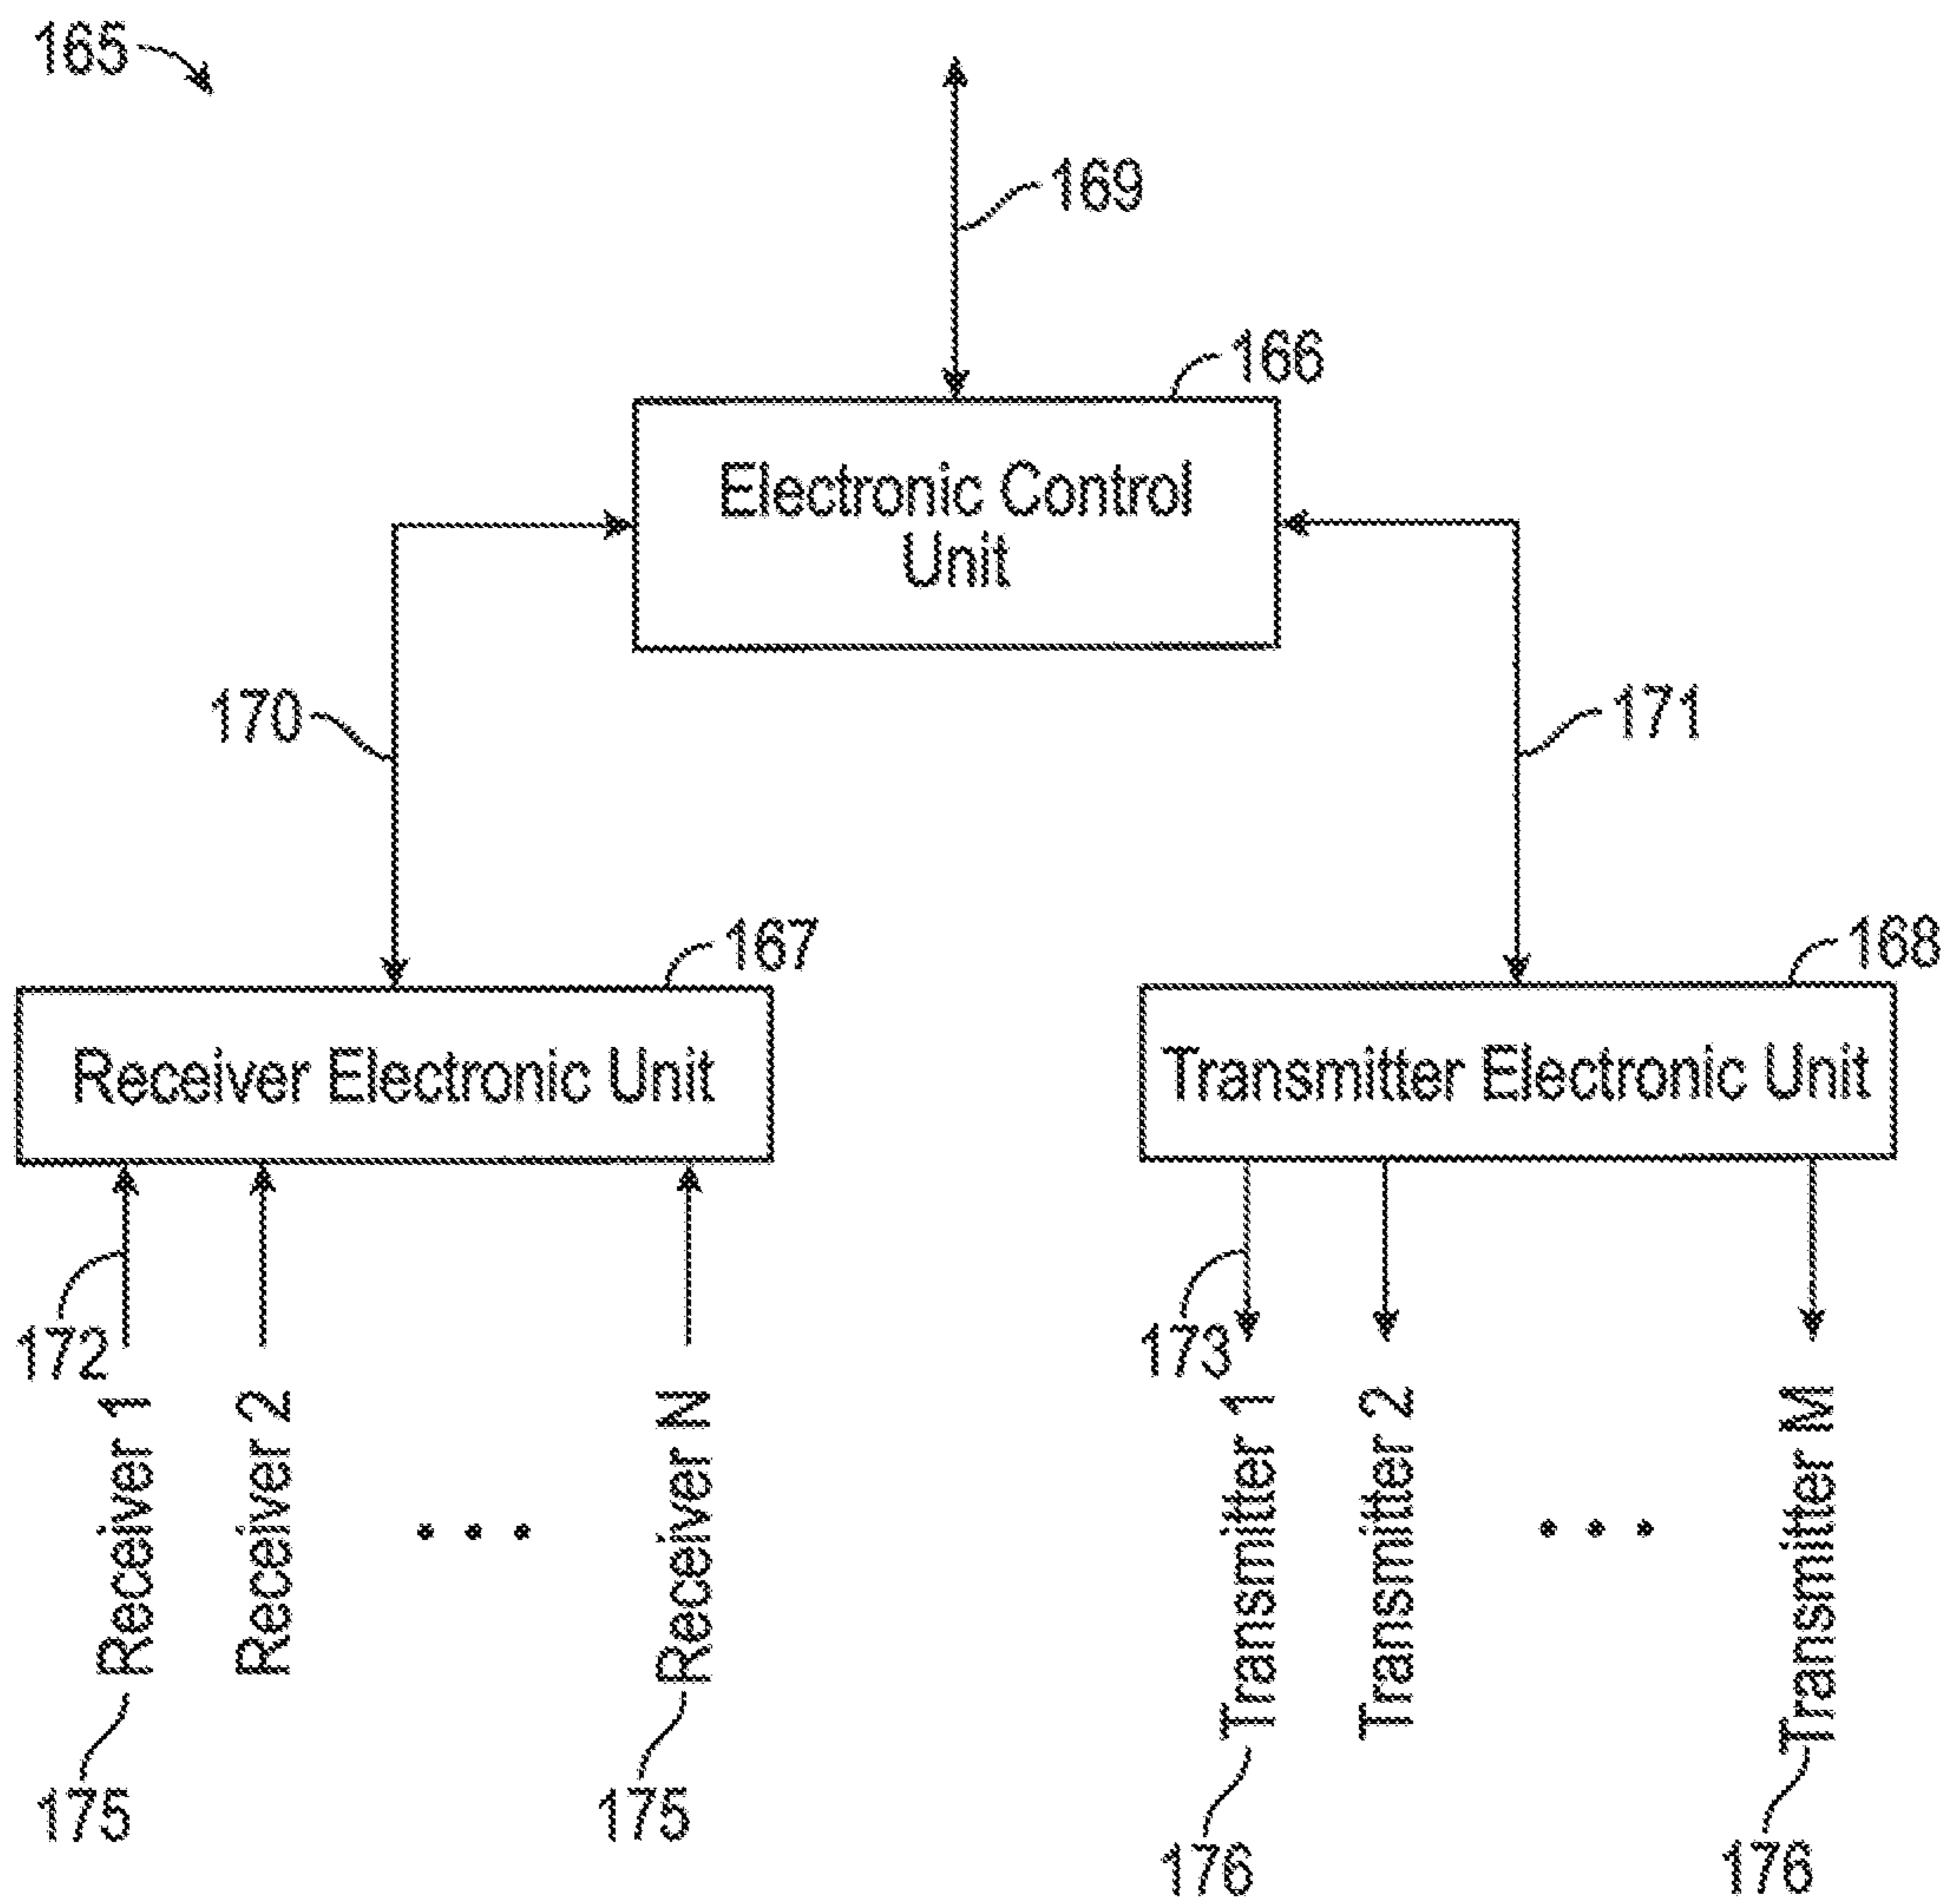 165
169
166
Electronic Control
Unit
170
171
167
168
Receiver Electronic Unit
Transmitter Electronic Unit
172
173
Receiver 1
Receiver 2
Receiver N
Transmitter 1
Transmitter 2
Transmitter M
175
175
176
176